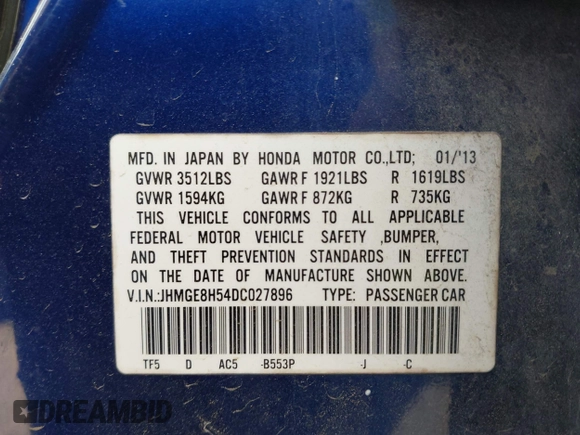 MFD. IN JAPAN BY HONDA MOTOR CO.,LTD; 01/'13
GVWR 3512LBS GAWR F 1921LBS R 1619LBS
GVWR 1594KG GAWR F 872KG R 735KG
THIS VEHICLE CONFORMS TO ALL APPLICABLE
FEDERAL MOTOR VEHICLE SAFETY ,BUMPER,
AND THEFT PREVENTION STANDARDS IN EFFECT
ON THE DATE OF MANUFACTURE SHOWN ABOVE.
V.I.N.:JHMGE8H54DC027896 TYPE: PASSENGER CAR
TF5 D AC5 -B553P -J -C
DREAMBID